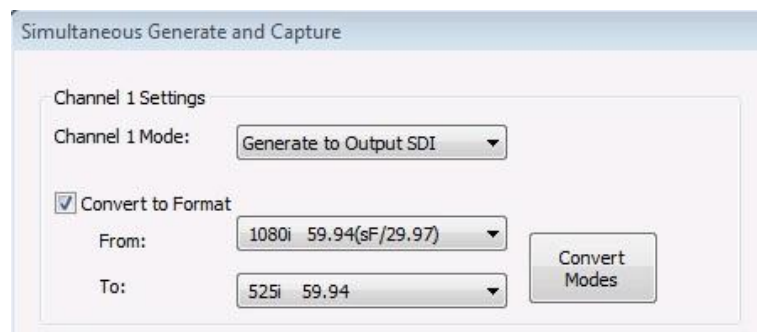 Simultaneous Generate and Capture
Channel 1 Settings
Channel 1 Mode:
Generate to Output SDI
Convert to Format
From:
1080i 59.94(sF/29.97)
To:
525i 59.94
Convert
Modes